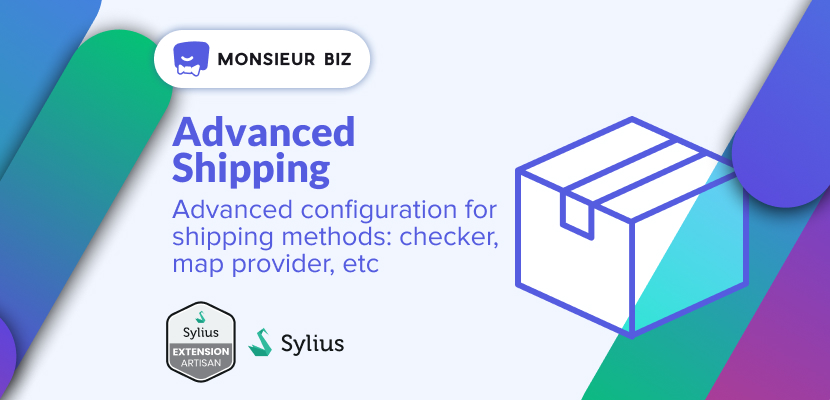 MONSIEUR BIZ
Advanced
Shipping
Advanced configuration for
shipping methods: checker,
map provider, etc
Sylius
EXTENSION
ARTISAN
Sylius